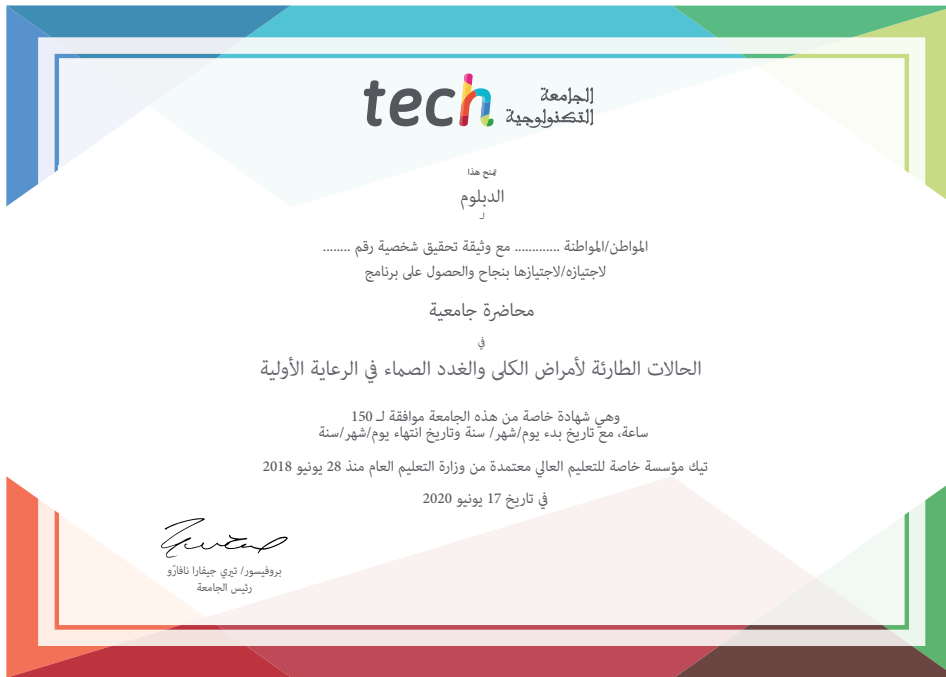 tech الجامعة
التكنولوجية
يمنح هذا
الدبلوم
لـ
المواطن/المواطنة ............ مع وثيقة تحقيق شخصية رقم ........
لاجتيازه/لاجتيازها بنجاح والحصول على برنامج
محاضرة جامعية
في
الحالات الطارئة لأمراض الكلى والغدد الصماء في الرعاية الأولية
وهي شهادة خاصة من هذه الجامعة موافقة لـ 150
ساعة، مع تاريخ بدء يوم/شهر/ سنة وتاريخ انتهاء يوم/شهر/سنة
تيك مؤسسة خاصة للتعليم العالي معتمدة من وزارة التعليم العام منذ 28 يونيو 2018
في تاريخ 17 يونيو 2020
بروفيسور/ تيري جيفارا نافارّو
رئيس الجامعة